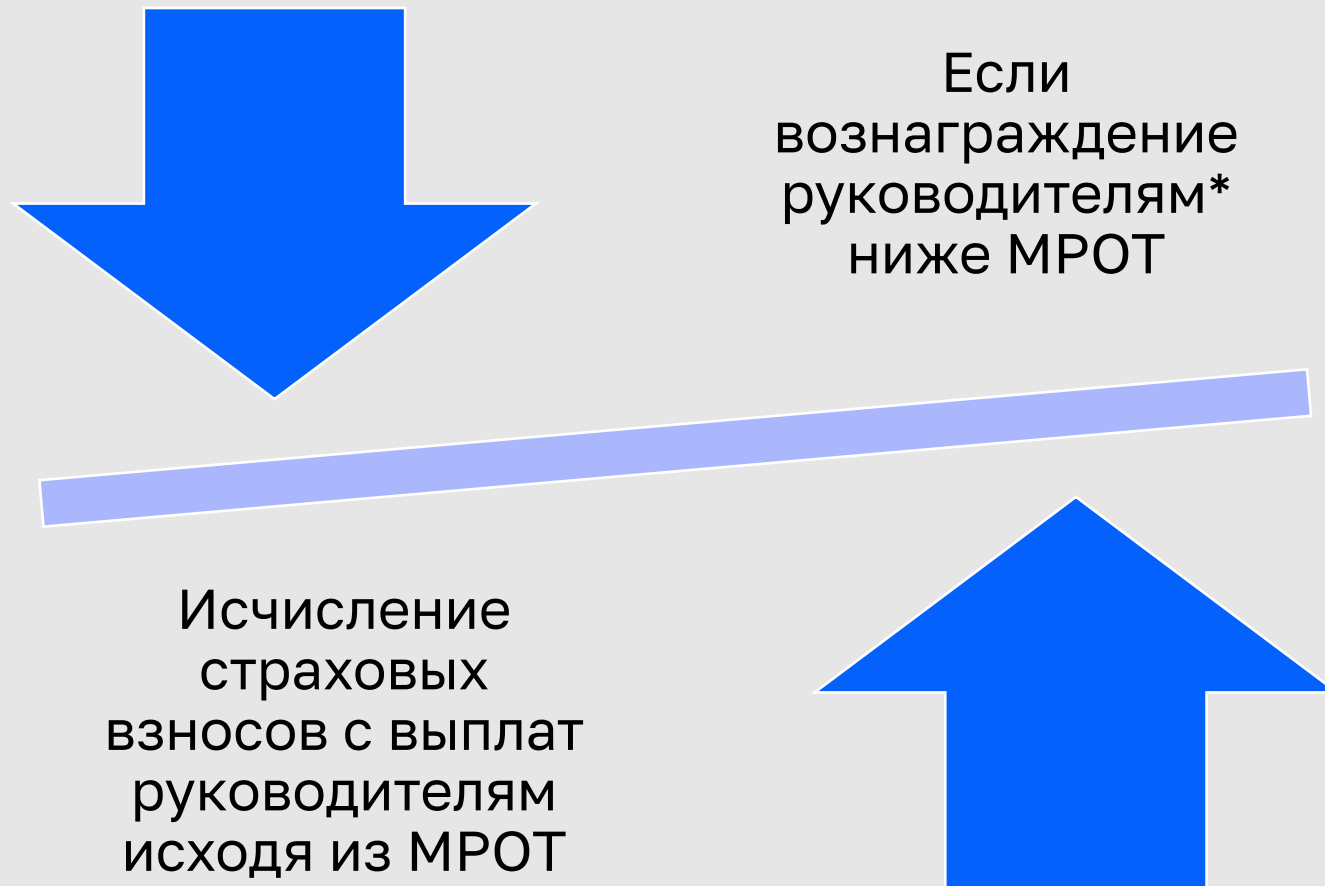 Если
вознаграждение
руководителям*
ниже МРОТ
Исчисление
страховых
взносов с выплат
руководителям
исходя из МРОТ